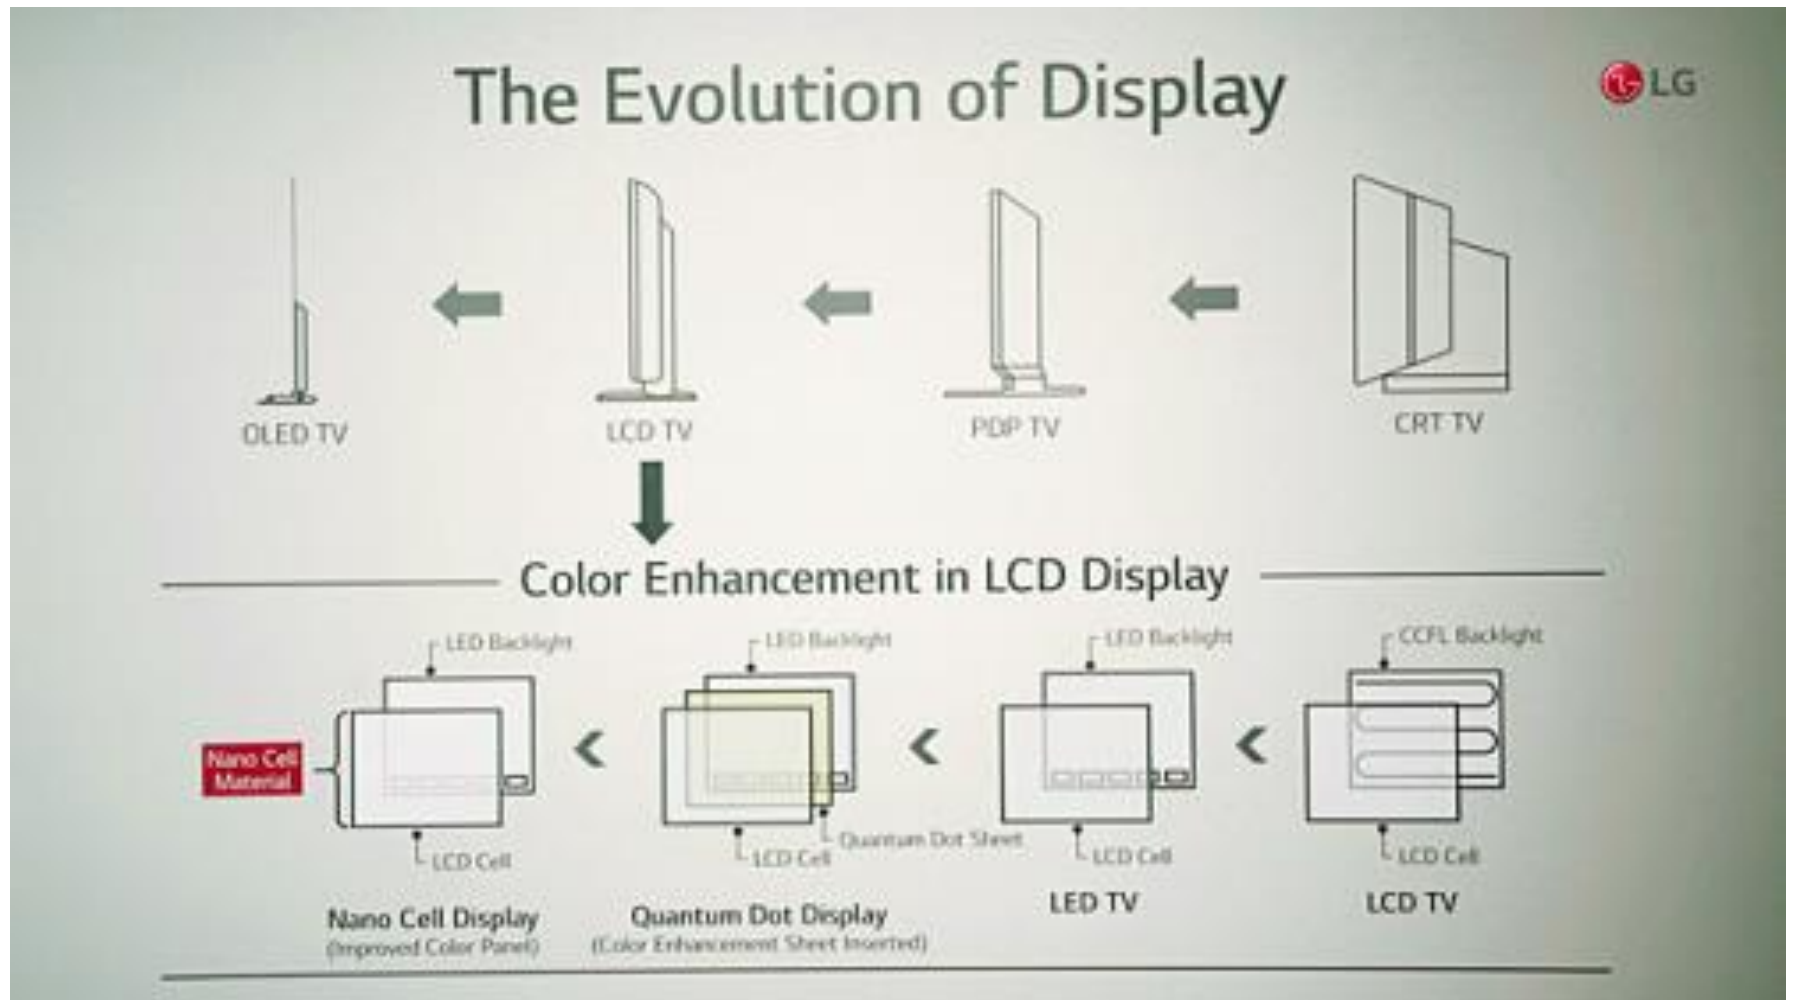 The Evolution of Display
LG
OLED TV
LCD TV
PDP TV
CRT TV
Color Enhancement in LCD Display
LED Backlight
LED Backlight
LED Backlight
CCFL Backlight
Nano Cell
Material
LCD Cell
LCD Cell
Quantum Dot Sheet
LCD Cell
LCD Cell
Nano Cell Display
(Improved Color Panel)
Quantum Dot Display
(Color Enhancement Sheet Inserted)
LED TV
LCD TV